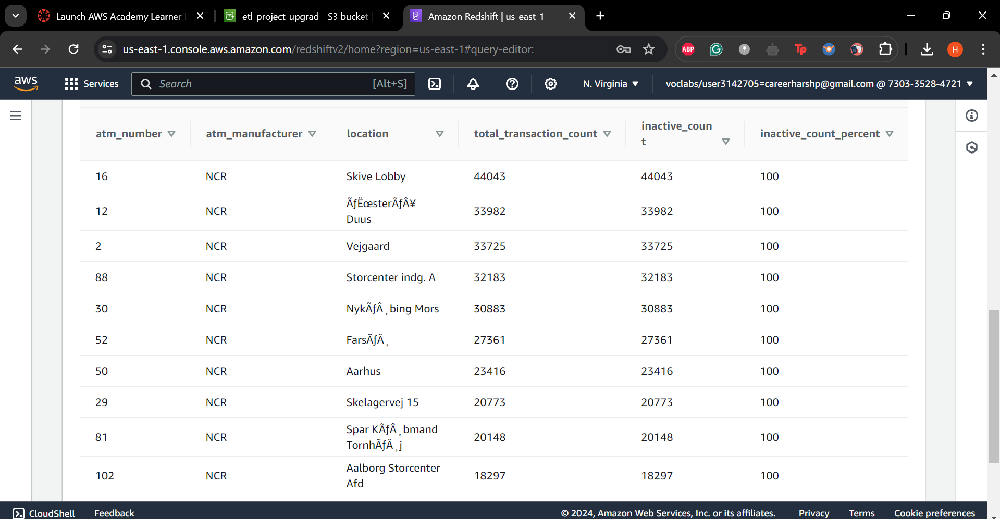 Launch AWS Academy Learner L
etl-project-upgrad - S3 bucket
Amazon Redshift | us-east-1
us-east-1.console.aws.amazon.com/redshiftv2/home?region=us-east-1#query-editor:
ABP
Tp
H
aws
Services
Search
[Alt+S]
N. Virginia ▼
voclabs/user3142705=careerharshp@gmail.com @ 7303-3528-4721 ▼
atm_number
atm_manufacturer
location
total_transaction_count
inactive_coun
t
inactive_count_percent
16 NCR Skive Lobby 44043 44043 100
12 NCR ÃƒËœsterÃƒÂ¥
Duus 33982 33982 100
2 NCR Vejgaard 33725 33725 100
88 NCR Storcenter indg. A 32183 32183 100
30 NCR NykÃƒÂ¸bing Mors 30883 30883 100
52 NCR FarsÃƒÂ¸ 27361 27361 100
50 NCR Aarhus 23416 23416 100
29 NCR Skelagervej 15 20773 20773 100
81 NCR Spar KÃƒÂ¸bmand
TornhÃƒÂ¸j 20148 20148 100
102 NCR Aalborg Storcenter
Afd 18297 18297 100
CloudShell
Feedback
© 2024, Amazon Web Services, Inc. or its affiliates.
Privacy
Terms
Cookie preferences